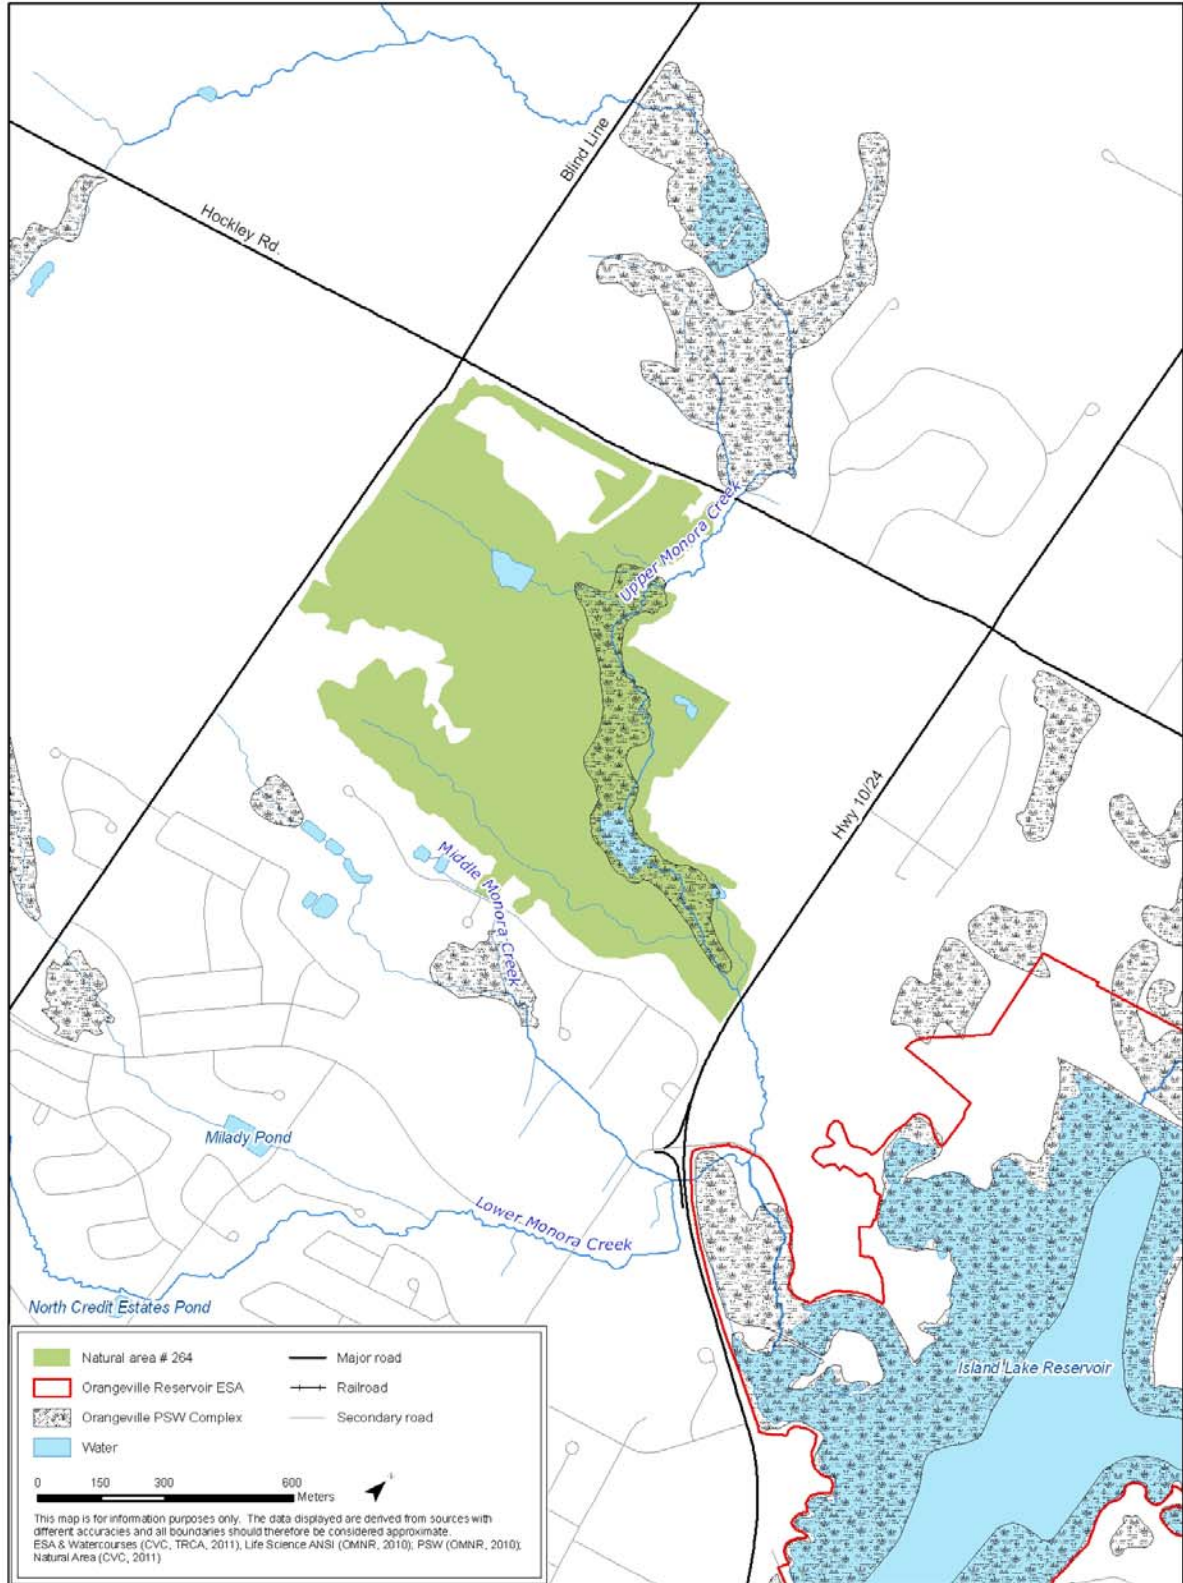 Blind Line
Hockley Rd.
Upper Monora Creek
Hwy 10/24
Middle Monora Creek
Milady Pond
Lower Monora Creek
North Credit Estates Pond
Island Lake Reservoir
Natural area # 264
Major road
Orangeville Reservoir ESA
Railroad
Orangeville PSW Complex
Secondary road
Water
0 150 300 600
Meters
This map is for information purposes only. The data displayed are derived from sources with
different accuracies and all boundaries should therefore be considered approximate.
ESA & Watercourses (CVC, TRCA, 2011), Life Science ANSI (OMNR, 2010); PSW (OMNR, 2010);
Natural Area (CVC, 2011)